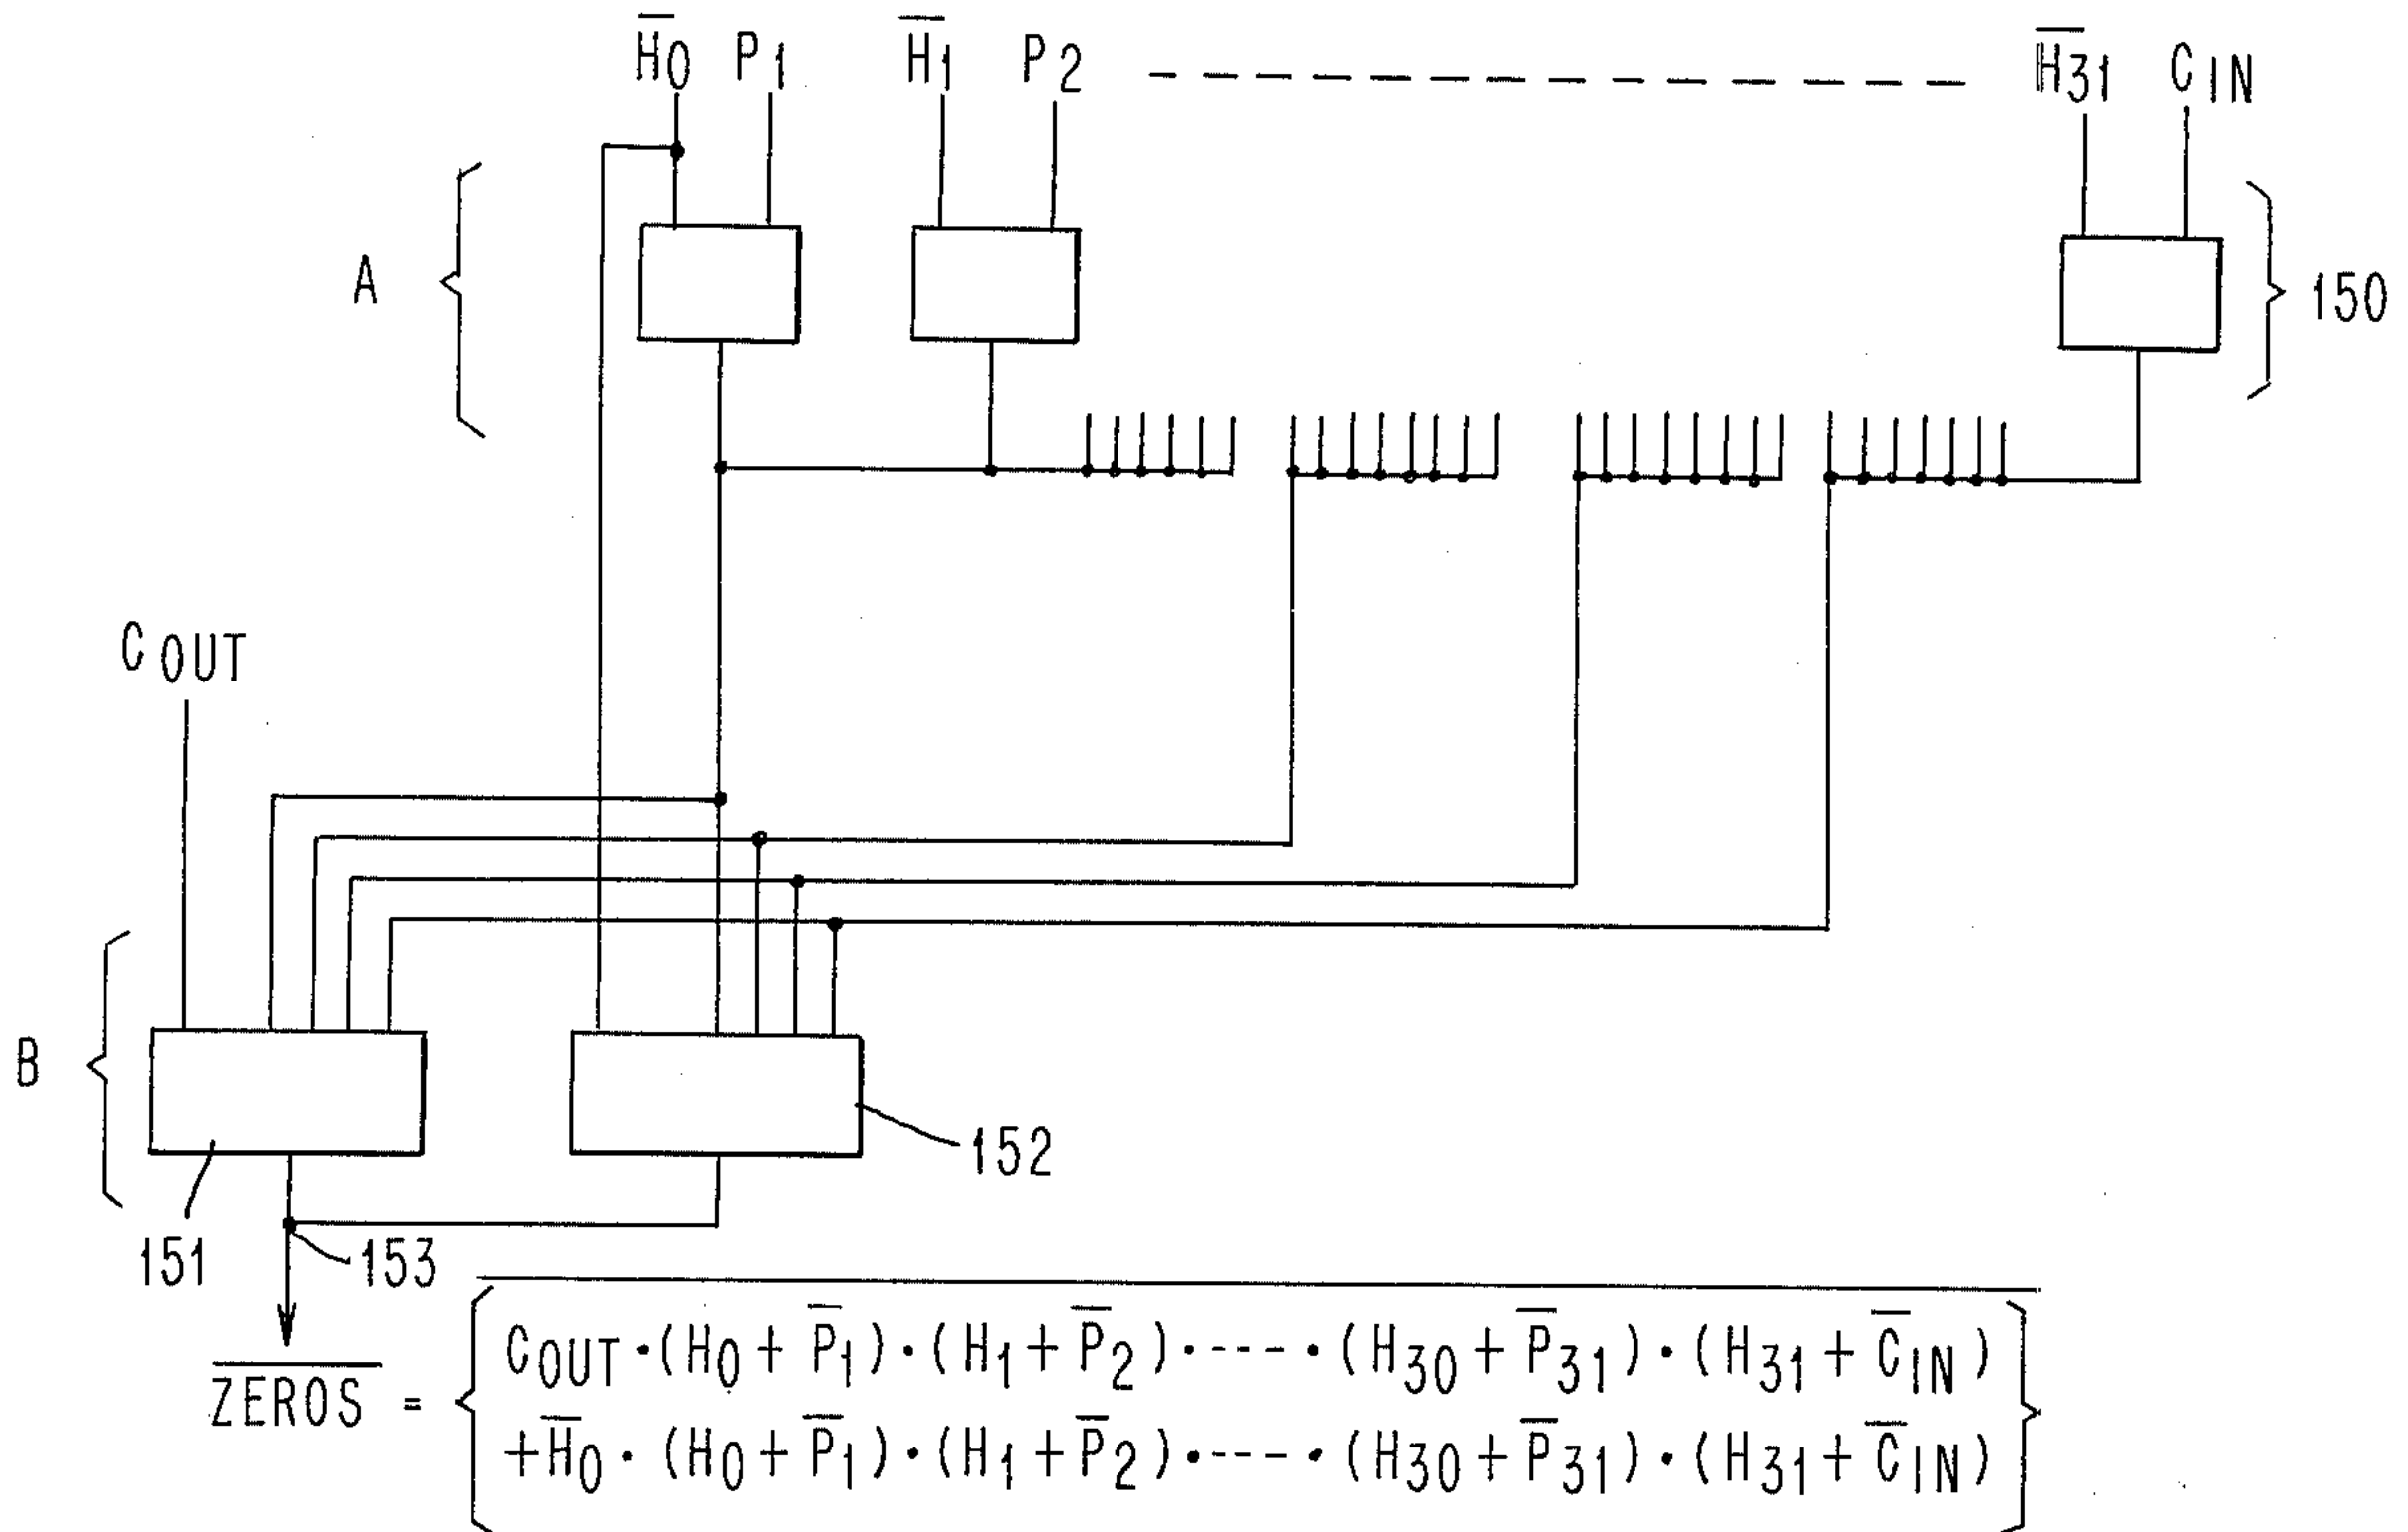 H̅0 P1 H̅1 P2 ---------------- H̅31 CIN
A
150
COUT
B
152
151
153
Z̅E̅R̅O̅S̅ =
COUT·(H0+P̅1)·(H1+P̅2)·----·(H30+P̅31)·(H31+C̅IN)
+H̅0·(H0+P̅1)·(H1+P̅2)·----·(H30+P̅31)·(H31+C̅IN)